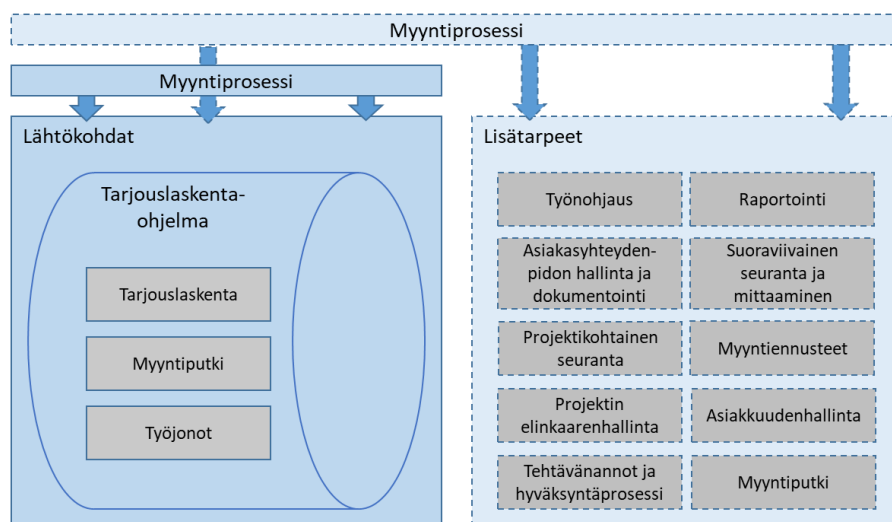 Myyntiprosessi
Myyntiprosessi
Lähtökohdat
Tarjouslaskenta-
ohjelma
Tarjouslaskenta
Myyntiputki
Työjonot
Lisätarpeet
Työnohjaus
Raportointi
Asiakasyhteyden-
pidon hallinta ja
dokumentointi
Suoraviivainen
seuranta ja
mittaaminen
Projektikohtainen
seuranta
Myyntiennusteet
Projektin
elinkaarenhallinta
Asiakkuudenhallinta
Tehtävänannot ja
hyväksyntäprosessi
Myyntiputki